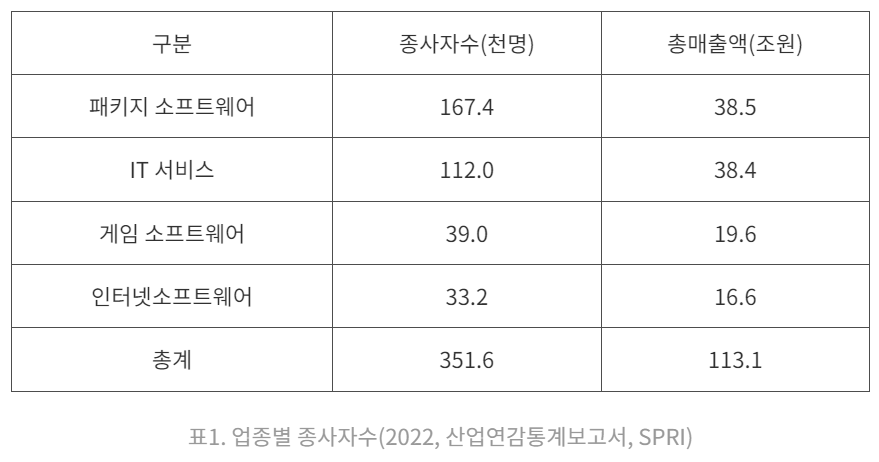 구분 종사자수(천명) 총매출액(조원)
패키지 소프트웨어 167.4 38.5
IT 서비스 112.0 38.4
게임 소프트웨어 39.0 19.6
인터넷소프트웨어 33.2 16.6
총계 351.6 113.1
표1. 업종별 종사자수(2022, 산업연감통계보고서, SPRI)